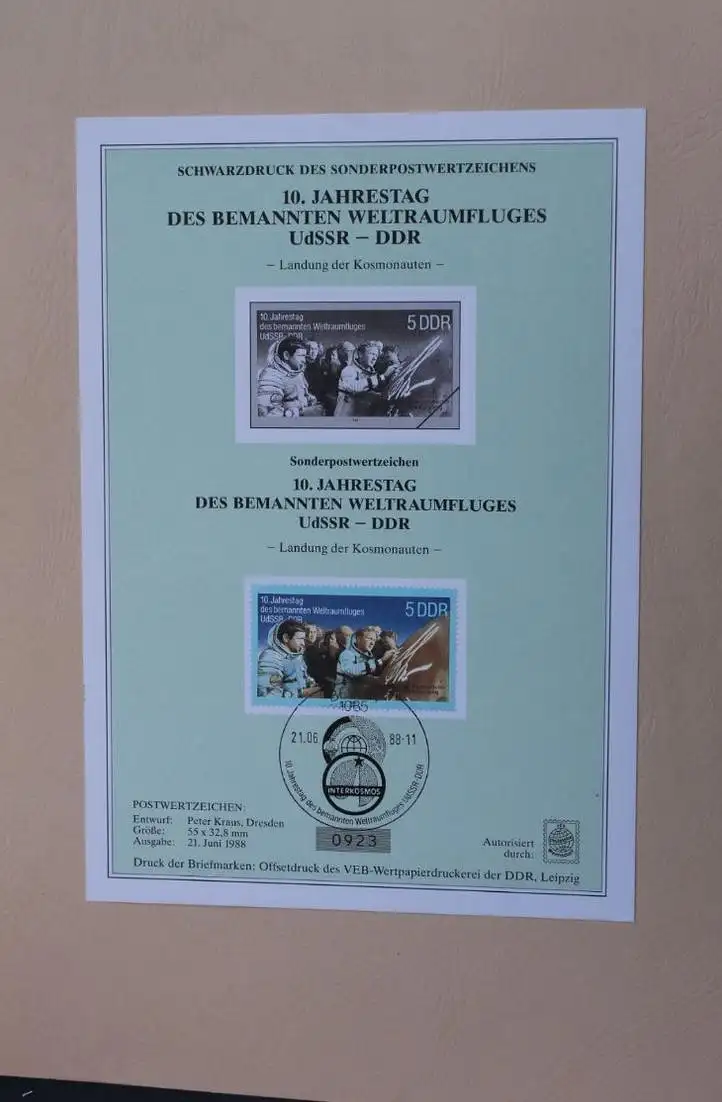 SCHWARZDRUCK DES SONDERPOSTWERTZEICHENS
10. JAHRESTAG
DES BEMANNTEN WELTRAUMFLUGES
UdSSR – DDR
– Landung der Kosmonauten –
10. Jahrestag
des bemannten Weltraumfluges
UdSSR-DDR
5 DDR
Sonderpostwertzeichen
10. JAHRESTAG
DES BEMANNTEN WELTRAUMFLUGES
UdSSR – DDR
– Landung der Kosmonauten –
10. Jahrestag
des bemannten Weltraumfluges
UdSSR-DDR
5 DDR
1085
21.06
88-11
INTERKOSMOS
10. Jahrestag des bemannten Weltraumfluges UdSSR-DDR
0923
POSTWERTZEICHEN:
Entwurf: Peter Kraus, Dresden
Größe: 55 x 32,8 mm
Ausgabe: 21. Juni 1988
Autorisiert
durch:
Druck der Briefmarken: Offsetdruck des VEB-Wertpapierdruckerei der DDR, Leipzig